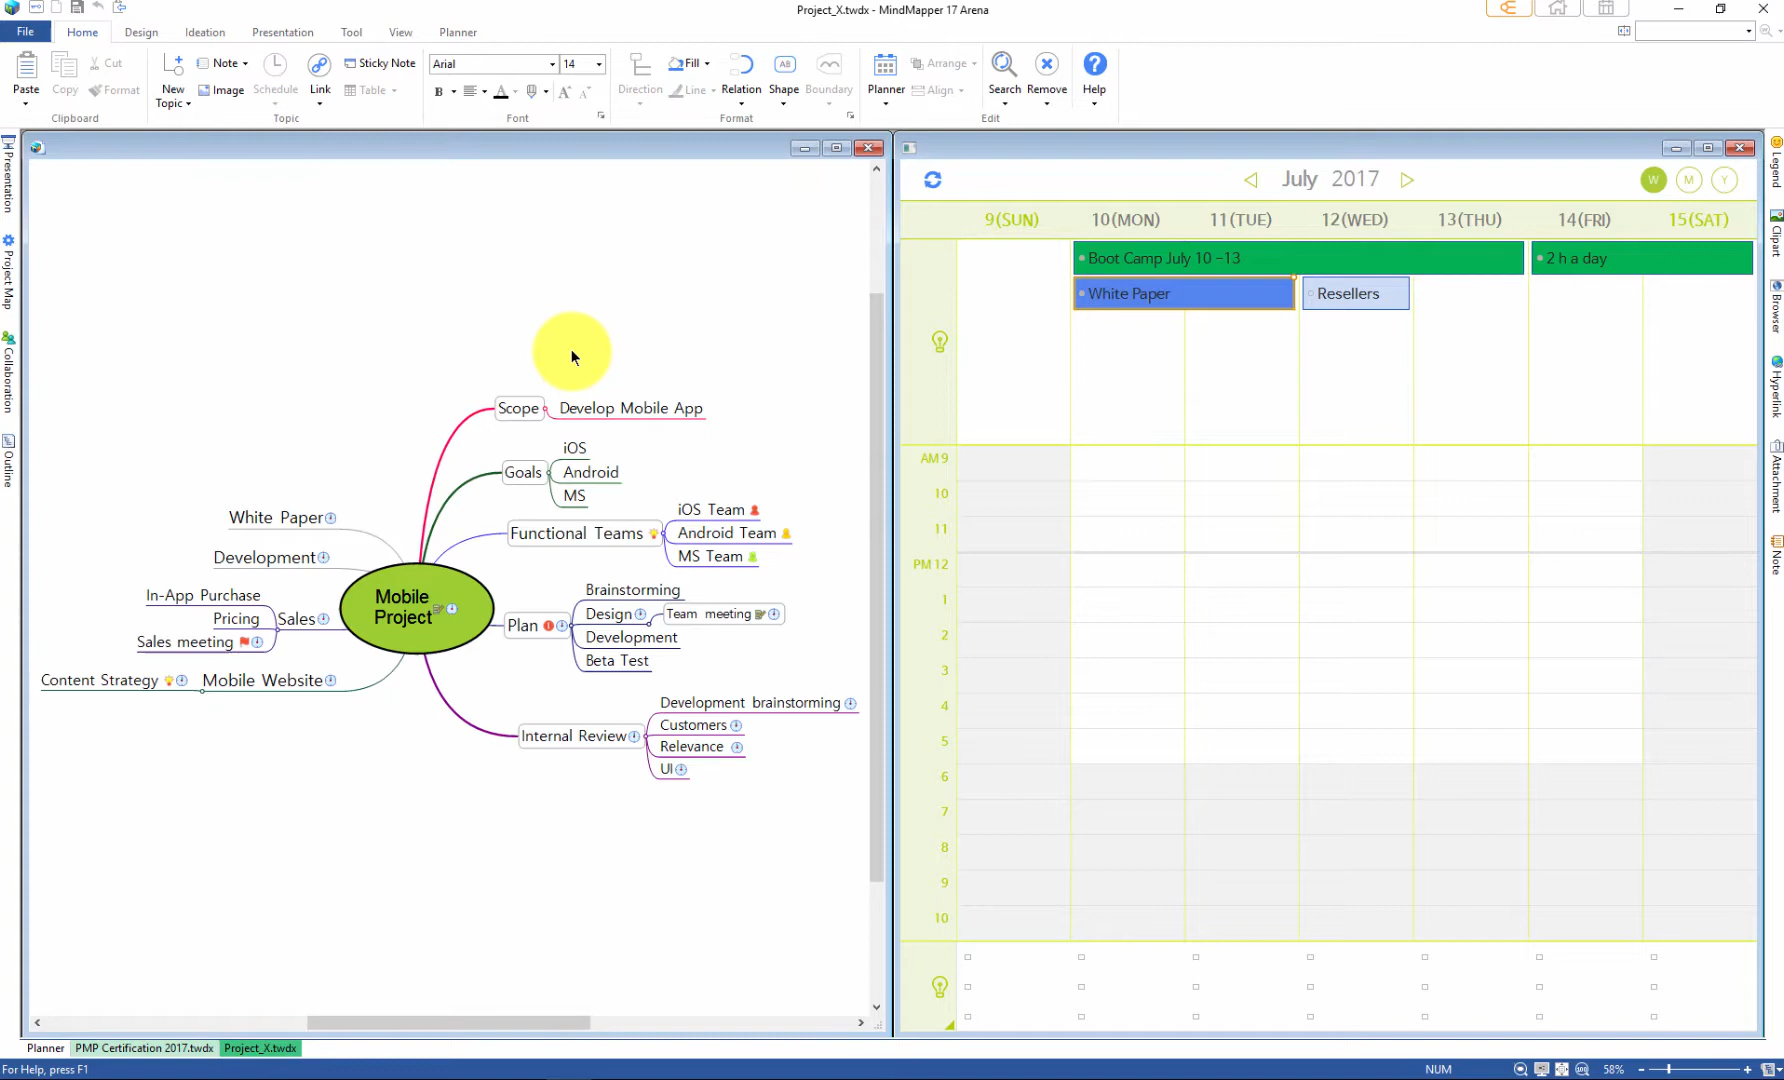 Project_X.twdx - MindMapper 17 Arena
File Home Design Ideation Presentation Tool View Planner
Paste Copy Cut Format
Clipboard
New Topic Note Image Schedule Link Sticky Note Table
Topic
Arial 14
B A A A
Font
Direction Fill Line Relation Shape Boundary
AB
Format
Planner Arrange Align Search Remove Help
Edit
Presentation
Project Map
Collaboration
Outline
Scope
Develop Mobile App
Goals
iOS
Android
MS
Functional Teams
iOS Team
Android Team
MS Team
White Paper
Development
In-App Purchase
Pricing
Sales
Sales meeting
Content Strategy
Mobile Website
Mobile
Project
Plan
Brainstorming
Design
Team meeting
Development
Beta Test
Internal Review
Development brainstorming
Customers
Relevance
UI
July 2017
W M Y
9(SUN) 10(MON) 11(TUE) 12(WED) 13(THU) 14(FRI) 15(SAT)
Boot Camp July 10 -13
2 h a day
White Paper
Resellers
AM 9
10
11
PM 12
1
2
3
4
5
6
7
8
9
10
Legend
Clipart
Browser
Hyperlink
Attachment
Note
Planner PMP Certification 2017.twdx Project_X.twdx
For Help, press F1
NUM
58%